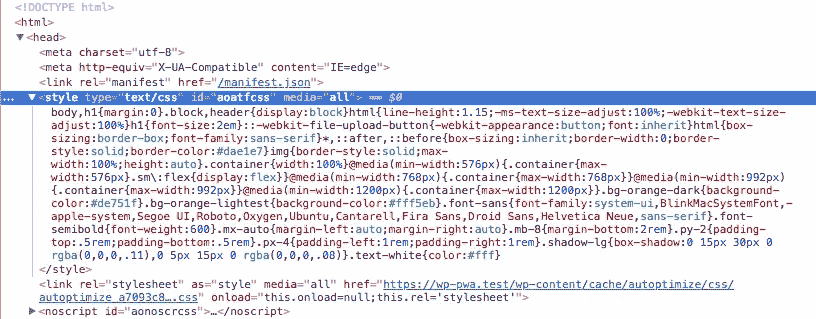 <!DOCTYPE html>
<html>
▼<head>
<meta charset="utf-8">
<meta http-equiv="X-UA-Compatible" content="IE=edge">
<link rel="manifest" href="/manifest.json">
... ▼<style type="text/css" id="aoatfcss" media="all"> == $0
body,h1{margin:0}.block,header{display:block}html{line-height:1.15;-ms-text-size-adjust:100%;-webkit-text-size-
adjust:100%}h1{font-size:2em}::-webkit-file-upload-button{-webkit-appearance:button;font:inherit}html{box-
sizing:border-box;font-family:sans-serif}*,::after,::before{box-sizing:inherit;border-width:0;border-
style:solid;border-color:#dae1e7}img{border-style:solid;max-
width:100%;height:auto}.container{width:100%}@media(min-width:576px){.container{max-
width:576px}.sm\:flex{display:flex}}@media(min-width:768px){.container{max-width:768px}}@media(min-width:992px)
{.container{max-width:992px}}@media(min-width:1200px){.container{max-width:1200px}}.bg-orange-dark{background-
color:#de751f}.bg-orange-lightest{background-color:#fff5eb}.font-sans{font-family:system-ui,BlinkMacSystemFont,-
apple-system,Segoe UI,Roboto,Oxygen,Ubuntu,Cantarell,Fira Sans,Droid Sans,Helvetica Neue,sans-serif}.font-
semibold{font-weight:600}.mx-auto{margin-left:auto;margin-right:auto}.mb-8{margin-bottom:2rem}.py-2{padding-
top:.5rem;padding-bottom:.5rem}.px-4{padding-left:1rem;padding-right:1rem}.shadow-lg{box-shadow:0 15px 30px 0
rgba(0,0,0,.11),0 5px 15px 0 rgba(0,0,0,.08)}.text-white{color:#fff}
</style>
<link rel="stylesheet" as="style" media="all" href="https://wp-pwa.test/wp-content/cache/autoptimize/css/
autoptimize_a7093c8….css" onload="this.onload=null;this.rel='stylesheet'">
▶<noscript id="aonoscrcss">…</noscript>